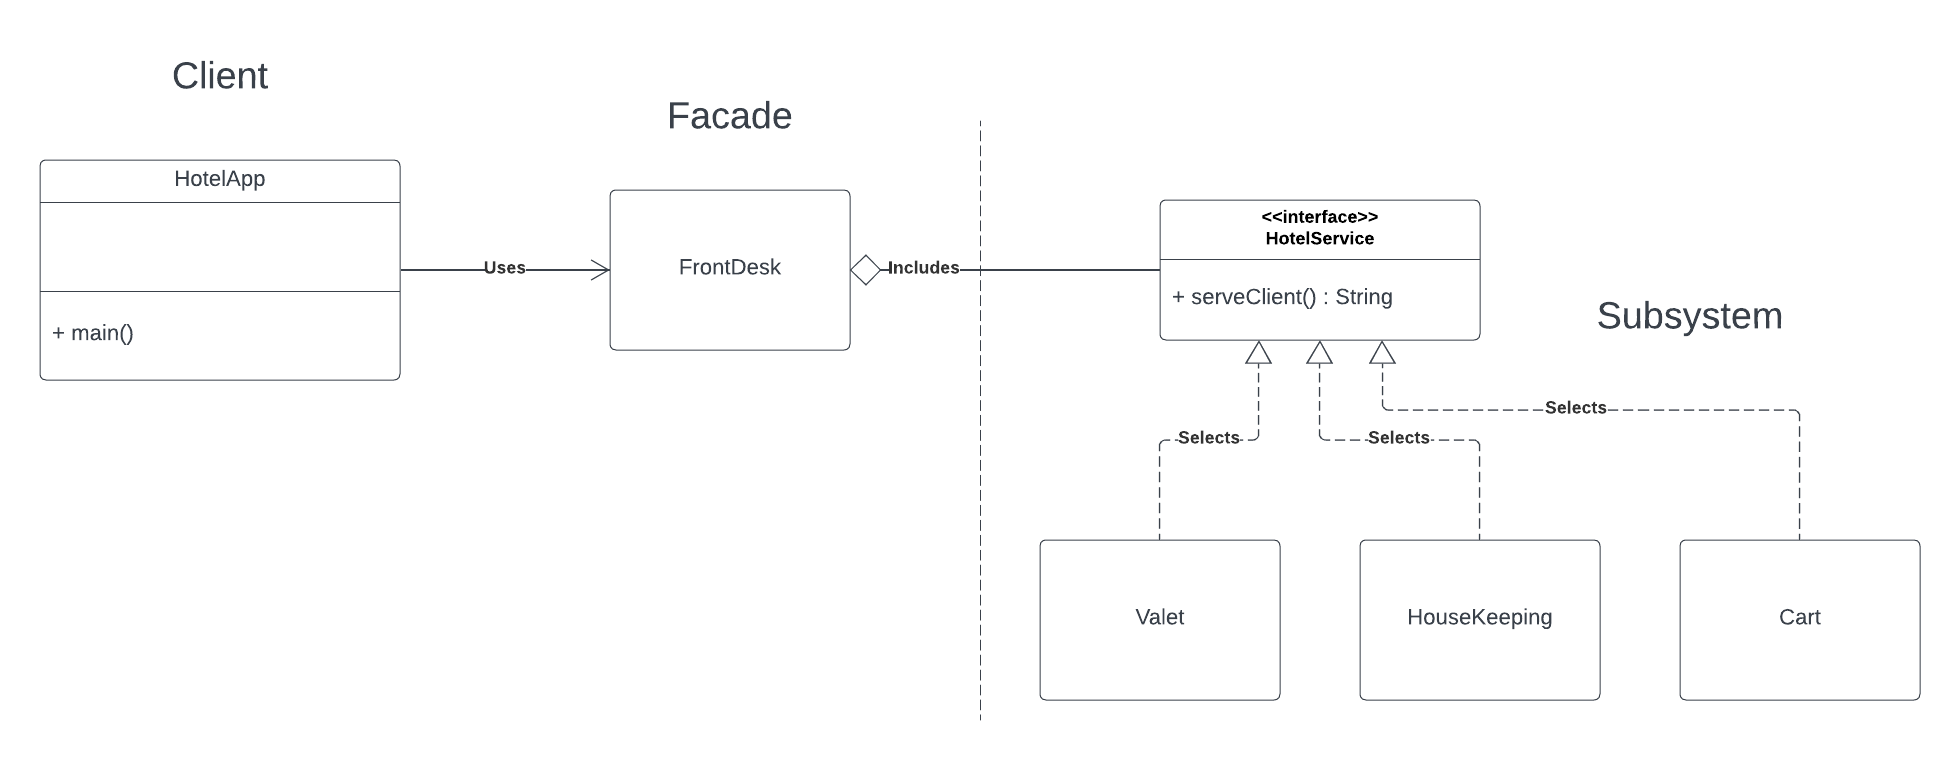 Client
Facade
HotelApp
+ main()
Uses
FrontDesk
Includes
<<interface>>
HotelService
+ serveClient() : String
Subsystem
Selects
Selects
Selects
Valet
HouseKeeping
Cart